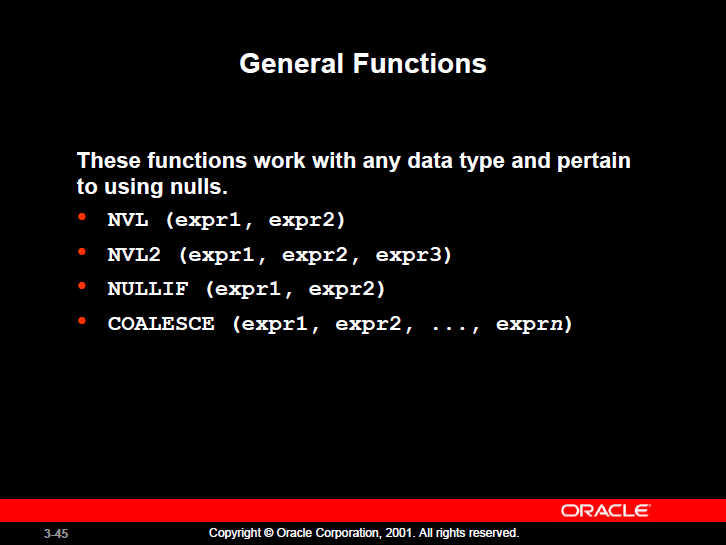 General Functions
These functions work with any data type and pertain
to using nulls.
• NVL (expr1, expr2)
• NVL2 (expr1, expr2, expr3)
• NULLIF (expr1, expr2)
• COALESCE (expr1, expr2, ..., exprn)
ORACLE
3-45
Copyright © Oracle Corporation, 2001. All rights reserved.